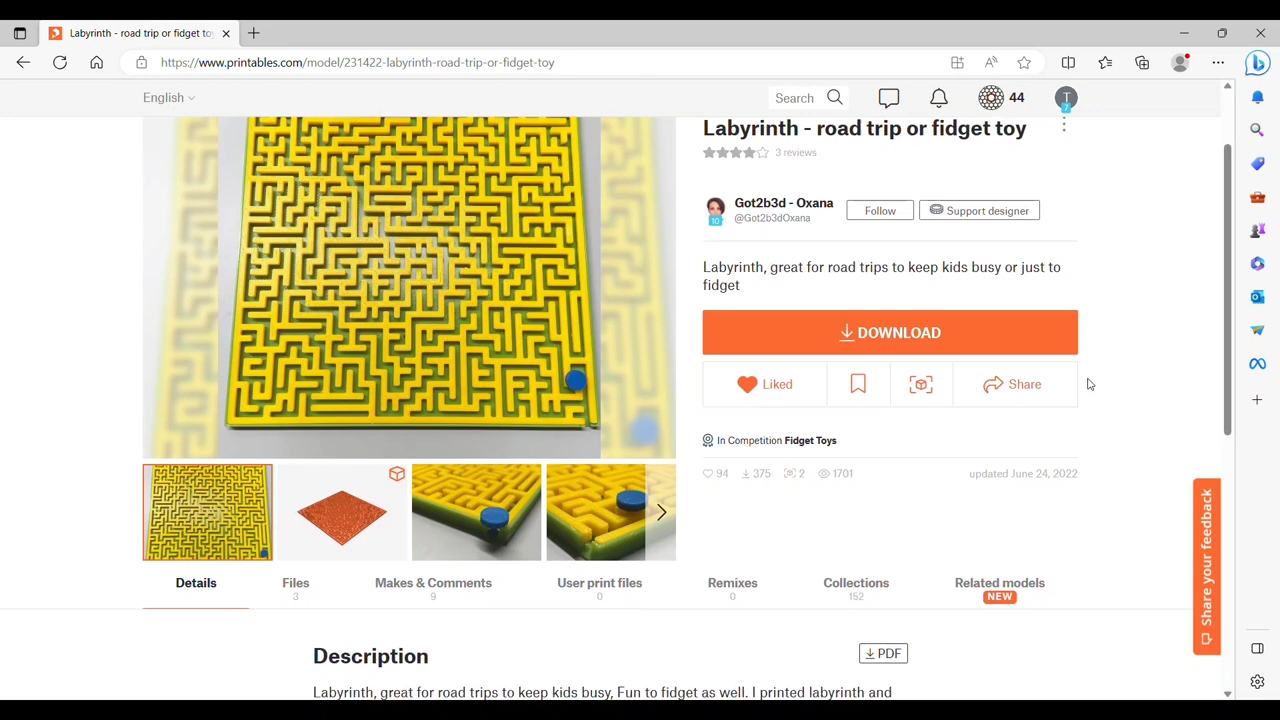 Labyrinth - road trip or fidget to
https://www.printables.com/model/231422-labyrinth-road-trip-or-fidget-toy
English
Search
44
T
7
Labyrinth - road trip or fidget toy
3 reviews
Got2b3d - Oxana
@Got2b3dOxana
10
Follow
Support designer
Labyrinth, great for road trips to keep kids busy or just to
fidget
DOWNLOAD
Liked
Share
In Competition Fidget Toys
94 375 2 1701
updated June 24, 2022
Share your feedback
Details
Files
3
Makes & Comments
9
User print files
0
Remixes
0
Collections
152
Related models
NEW
Description
PDF
Labyrinth, great for road trips to keep kids busy, Fun to fidget as well. I printed labyrinth and